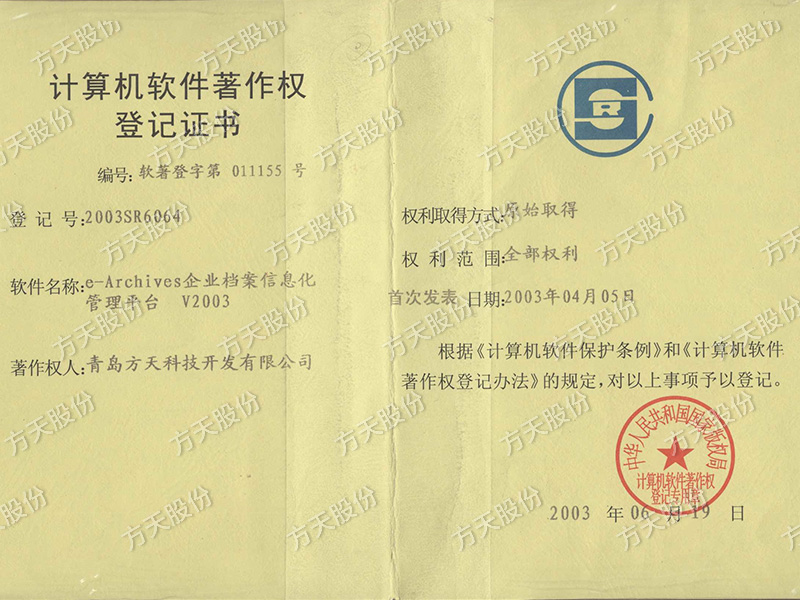 计算机软件著作权
登记证书
编号: 软著登字第 011155 号
登 记 号: 2003SR6064
软件名称: e-Archives企业档案信息化
管理平台 V2003
著作权人: 青岛方天科技开发有限公司
SR
权利取得方式: 原始取得
权 利 范 围: 全部权利
首次发表 日期: 2003年04月05日
根据《计算机软件保护条例》和《计算机软件
著作权登记办法》的规定，对以上事项予以登记。
中华人民共和国国家版权局
计算机软件著作权
登记专用章
2003 年 06 月 19 日
方天股份